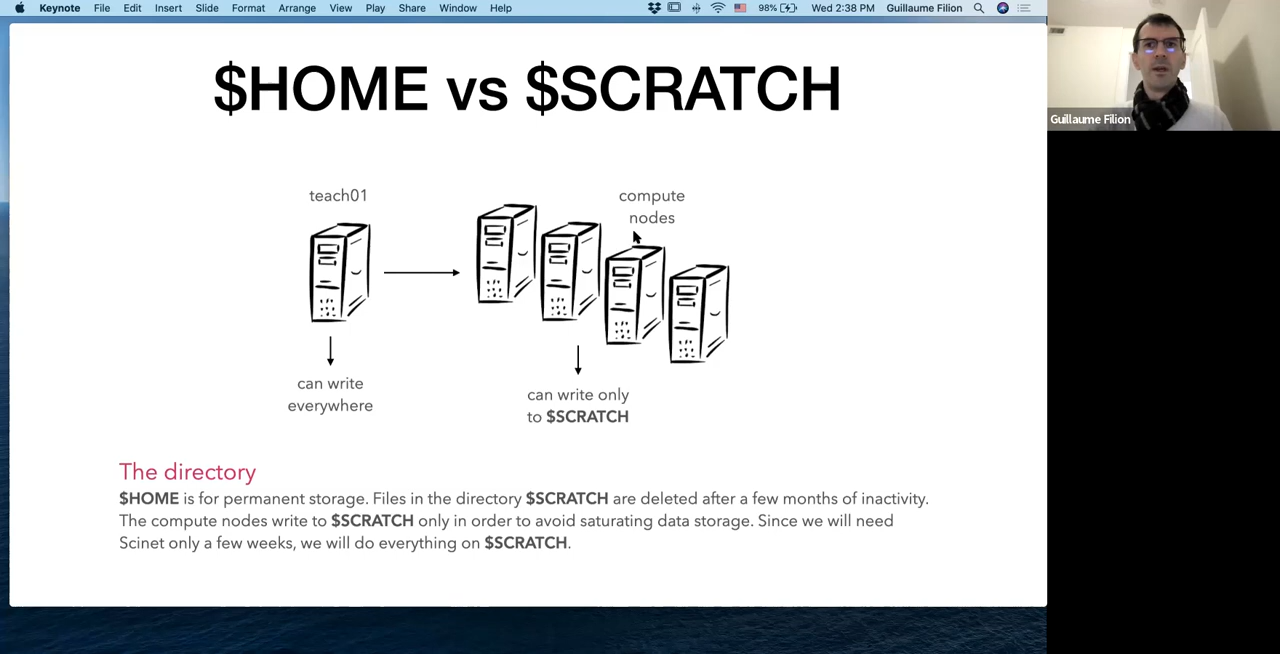 Keynote File Edit Insert Slide Format Arrange View Play Share Window Help 98% Wed 2:38 PM Guillaume Filion
$HOME vs $SCRATCH
Guillaume Filion
teach01
compute
nodes
can write
everywhere
can write only
to $SCRATCH
The directory
$HOME is for permanent storage. Files in the directory $SCRATCH are deleted after a few months of inactivity.
The compute nodes write to $SCRATCH only in order to avoid saturating data storage. Since we will need
Scinet only a few weeks, we will do everything on $SCRATCH.